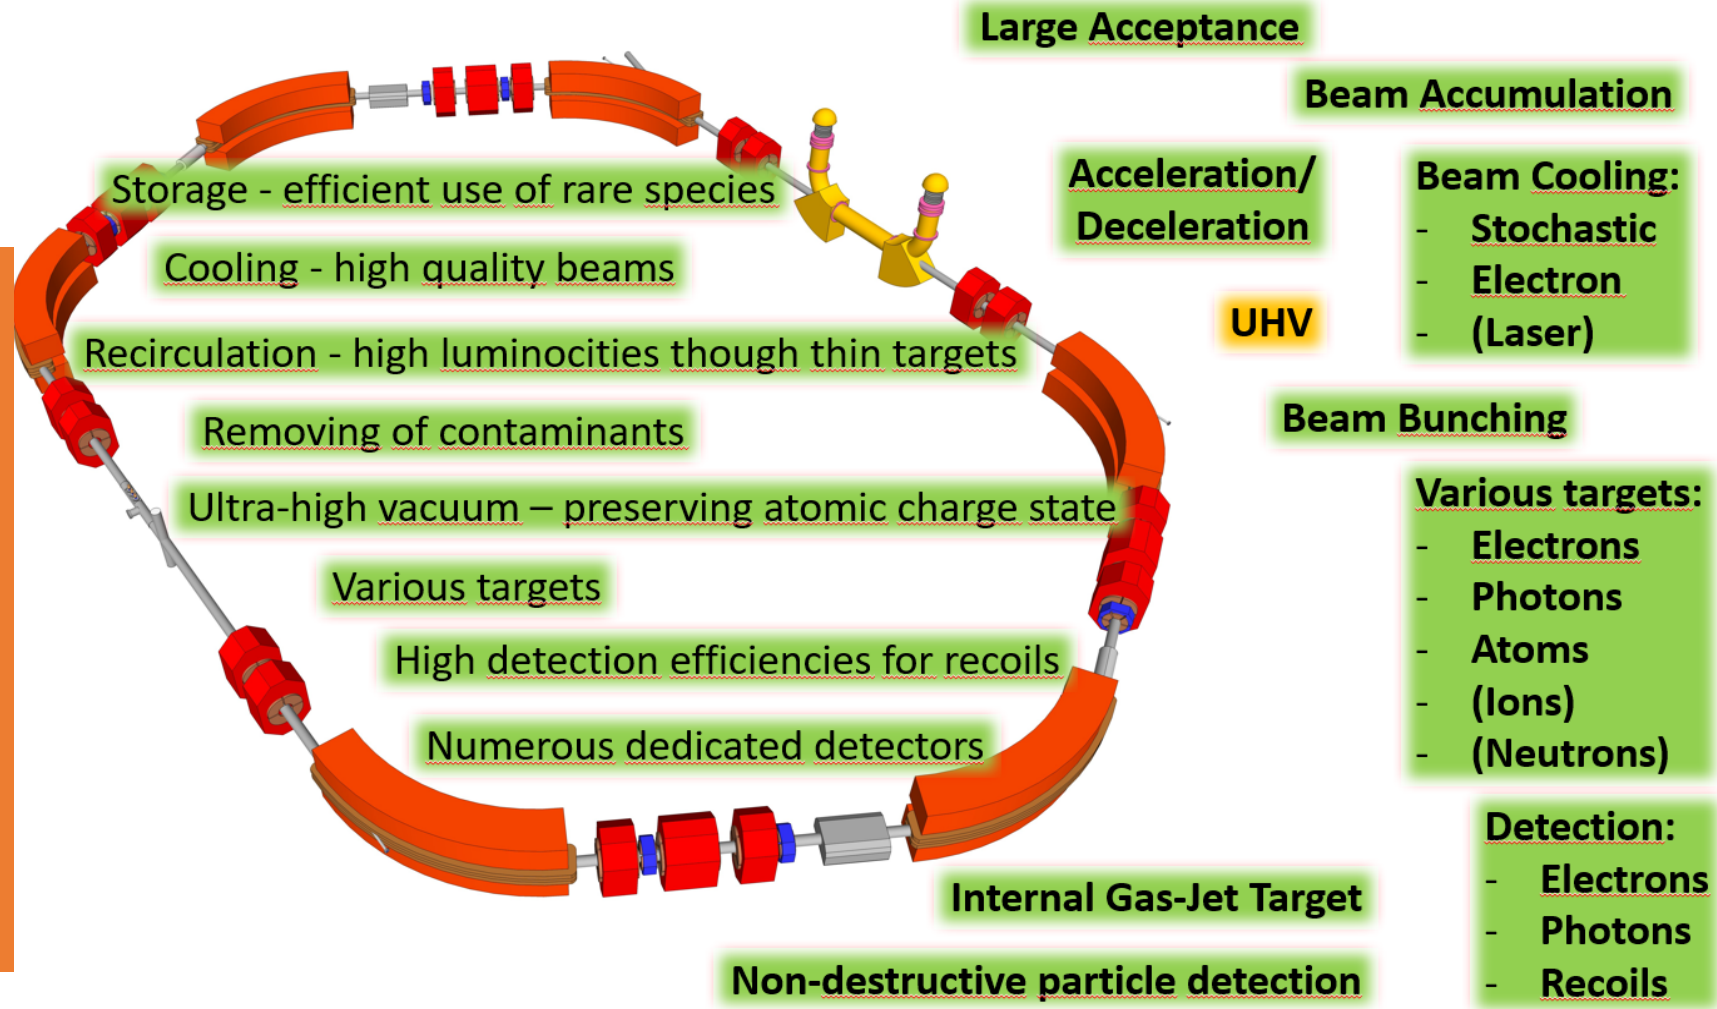 Large Acceptance
Beam Accumulation
Storage - efficient use of rare species
Cooling - high quality beams
Recirculation - high luminocities though thin targets
Removing of contaminants
Ultra-high vacuum – preserving atomic charge state
Various targets
High detection efficiencies for recoils
Numerous dedicated detectors
Acceleration/
Deceleration
UHV
Beam Cooling:
- Stochastic
- Electron
- (Laser)
Beam Bunching
Various targets:
- Electrons
- Photons
- Atoms
- (Ions)
- (Neutrons)
Internal Gas-Jet Target
Non-destructive particle detection
Detection:
- Electrons
- Photons
- Recoils